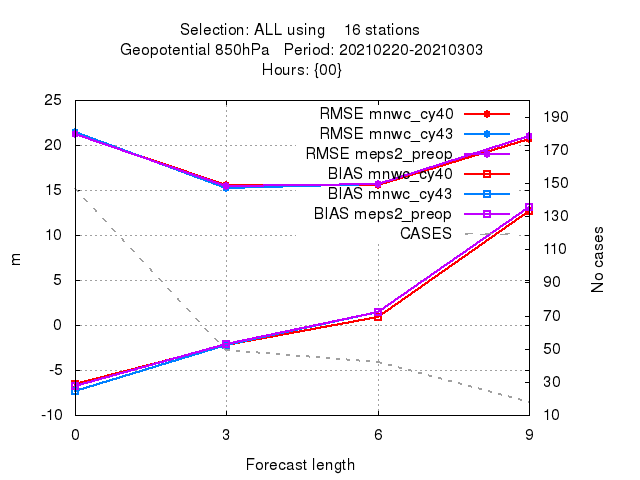 Selection: ALL using 16 stations
Geopotential 850hPa Period: 20210220-20210303
Hours: {00}
25
20
15
10
5
0
-5
-10
m
RMSE mnwc_cy40
RMSE mnwc_cy43
RMSE meps2_preop
BIAS mnwc_cy40
BIAS mnwc_cy43
BIAS meps2_preop
CASES
190
170
150
130
110
90
70
50
30
10
No cases
0 3 6 9
Forecast length